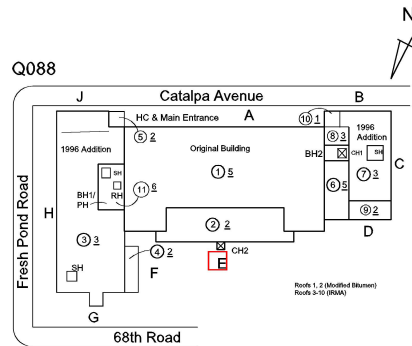 N
Q088
J
Catalpa Avenue
B
HC & Main Entrance
A
10 1
5 2
8 3
1996
Addition
1996 Addition
Original Building
BH2
CH1
SH
C
SH
1 5
BH1/
PH
RH
11 6
6 5
7 3
H
Fresh Pond Road
2 2
9 2
D
3 3
4 2
CH2
E
F
SH
Roofs 1, 2 (Modified Bitumen)
Roofs 3-10 (IRMA)
G
68th Road